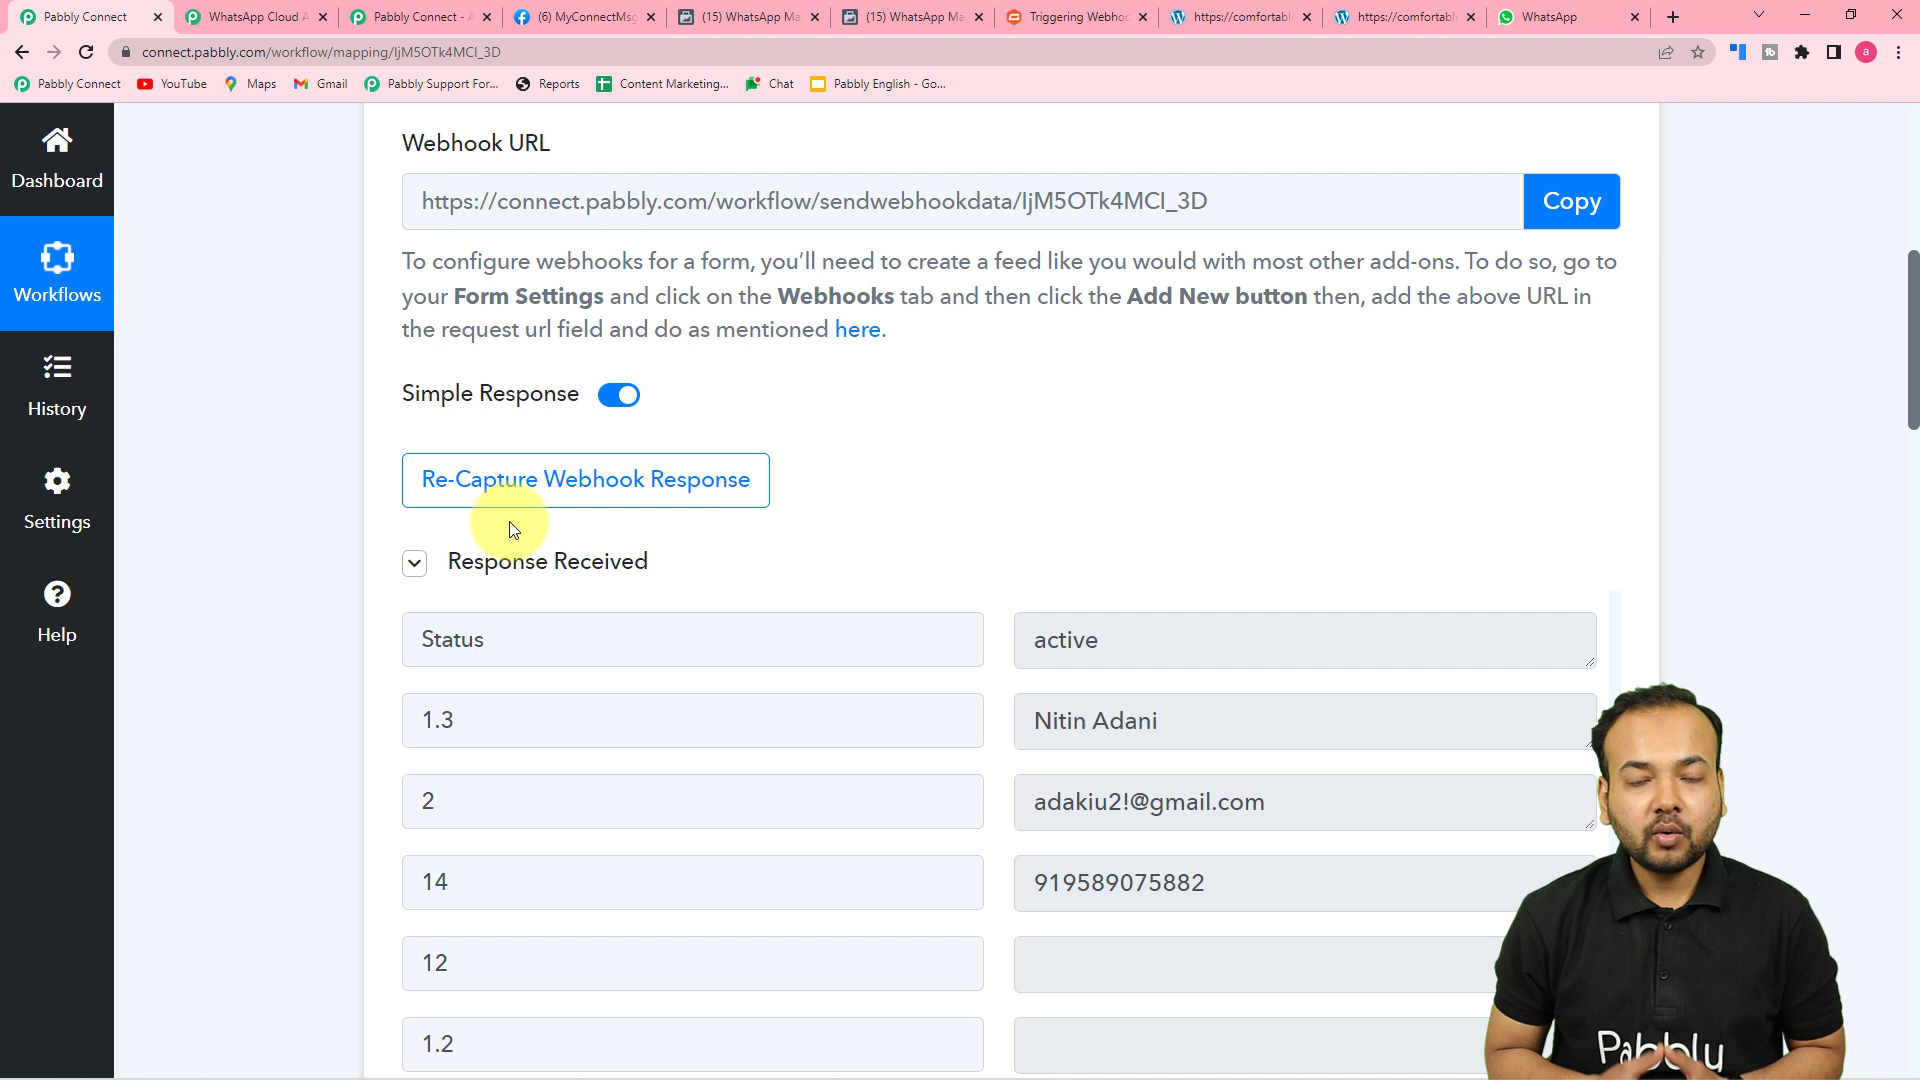 Pabbly Connect
WhatsApp Cloud A
Pabbly Connect - A
(6) MyConnectMsg
(15) WhatsApp Ma
(15) WhatsApp Ma
Triggering Webhoo
https://comfortabl
https://comfortabl
WhatsApp
connect.pabbly.com/workflow/mapping/IjM5OTk4MCI_3D
a
Pabbly Connect
YouTube
Maps
Gmail
Pabbly Support For...
Reports
Content Marketing...
Chat
Pabbly English - Go...
Dashboard
Workflows
History
Settings
Help
Webhook URL
https://connect.pabbly.com/workflow/sendwebhookdata/IjM5OTk4MCI_3D
Copy
To configure webhooks for a form, you'll need to create a feed like you would with most other add-ons. To do so, go to
your Form Settings and click on the Webhooks tab and then click the Add New button then, add the above URL in
the request url field and do as mentioned here.
Simple Response
Re-Capture Webhook Response
Response Received
Status
active
1.3
Nitin Adani
2
adakiu2!@gmail.com
14
919589075882
12
1.2
Pabbly